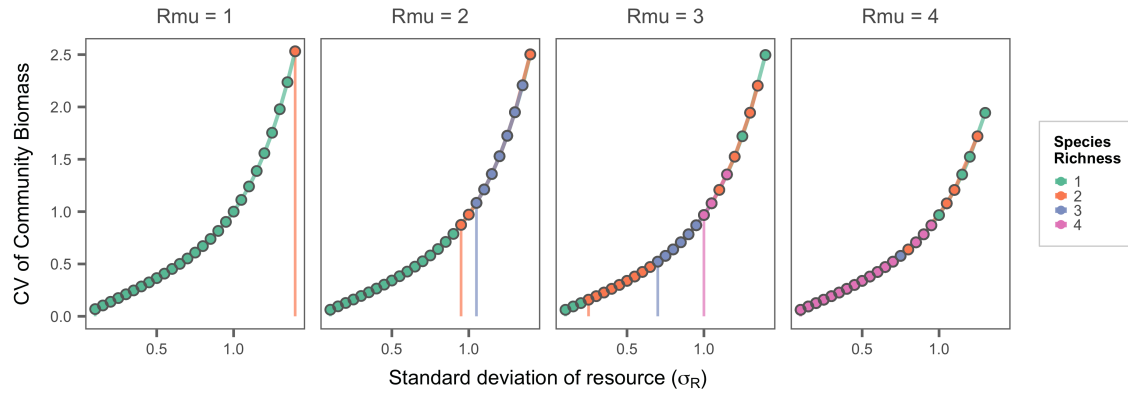 Rmu = 1
Rmu = 2
Rmu = 3
Rmu = 4
CV of Community Biomass
2.5
2.0
1.5
1.0
0.5
0.0
0.5 1.0
0.5 1.0
0.5 1.0
0.5 1.0
Standard deviation of resource (σR)
Species
Richness
1
2
3
4